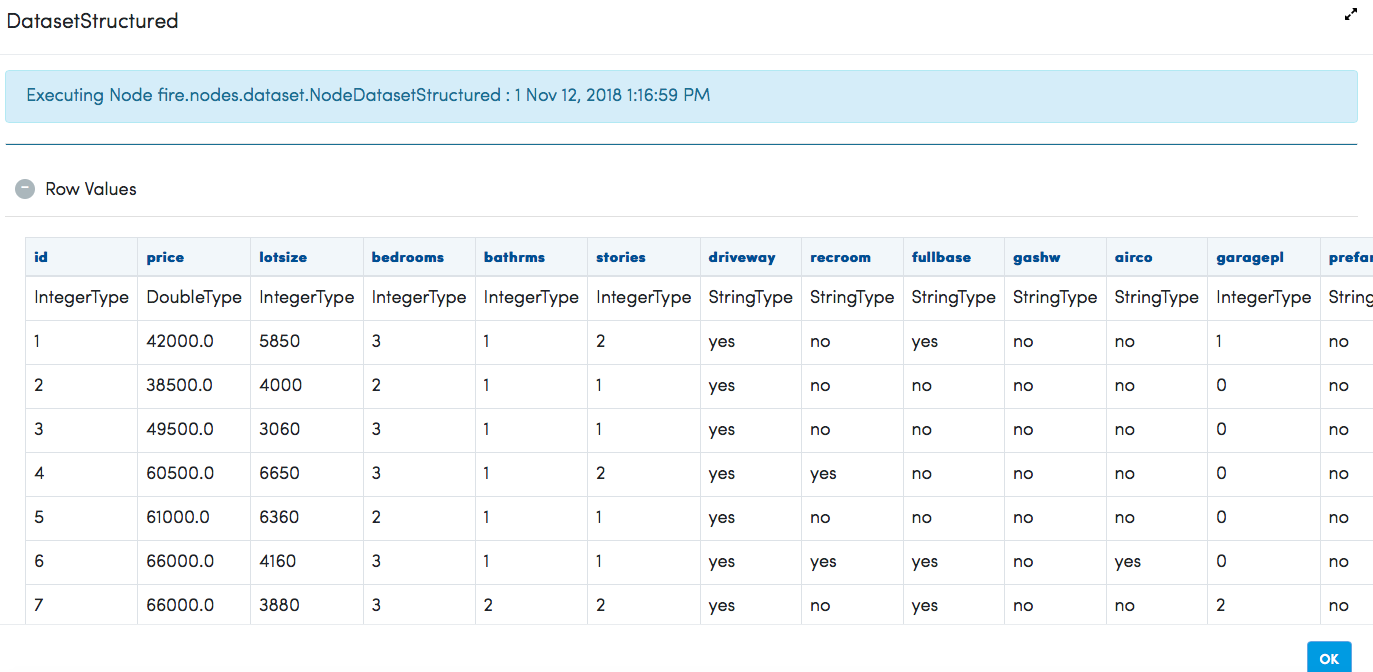 DatasetStructured
Executing Node fire.nodes.dataset.NodeDatasetStructured : 1 Nov 12, 2018 1:16:59 PM
Row Values
id price lotsize bedrooms bathrms stories driveway recroom fullbase gashw airco garagepl prefar
IntegerType DoubleType IntegerType IntegerType IntegerType IntegerType StringType StringType StringType StringType StringType IntegerType String
1 42000.0 5850 3 1 2 yes no yes no no 1 no
2 38500.0 4000 2 1 1 yes no no no no 0 no
3 49500.0 3060 3 1 1 yes no no no no 0 no
4 60500.0 6650 3 1 2 yes yes no no no 0 no
5 61000.0 6360 2 1 1 yes no no no no 0 no
6 66000.0 4160 3 1 1 yes yes yes no yes 0 no
7 66000.0 3880 3 2 2 yes no yes no no 2 no
OK